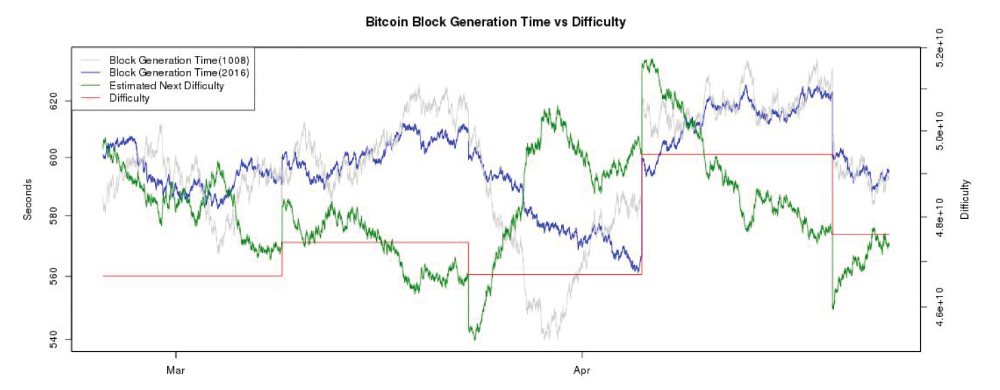 Bitcoin Block Generation Time vs Difficulty
Block Generation Time(1008)
Block Generation Time(2016)
Estimated Next Difficulty
Difficulty
Seconds
620
600
580
560
540
Mar
Apr
5.2e+10
5.0e+10
4.8e+10
4.6e+10
Difficulty